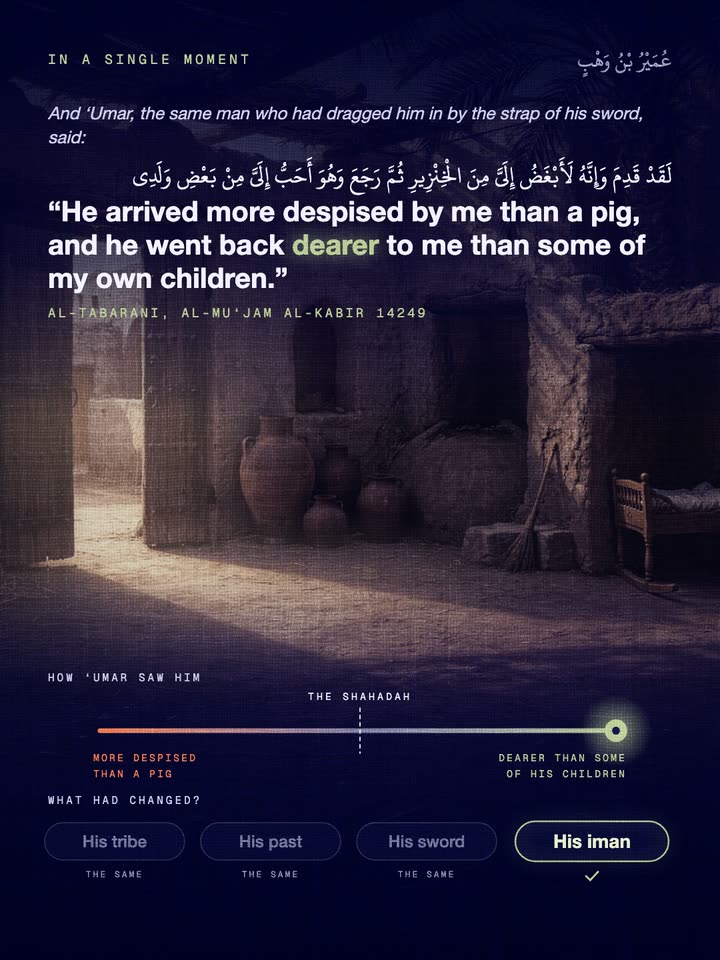 IN A SINGLE MOMENT
عُمَيْرُ بْنُ وَهْبٍ
And ‘Umar, the same man who had dragged him in by the strap of his sword,
said:
لَقَدْ قَدِمَ وَإِنَّهُ لَأَبْغَضُ إِلَيَّ مِنَ الْخِنْزِيرِ ثُمَّ رَجَعَ وَهُوَ أَحَبُّ إِلَيَّ مِنْ بَعْضِ وَلَدِى
“He arrived more despised by me than a pig,
and he went back dearer to me than some of
my own children.”
AL-TABARANI, AL-MU‘JAM AL-KABIR 14249
HOW ‘UMAR SAW HIM
THE SHAHADAH
MORE DESPISED
THAN A PIG
DEARER THAN SOME
OF HIS CHILDREN
WHAT HAD CHANGED?
His tribe
His past
His sword
His iman
THE SAME
THE SAME
THE SAME